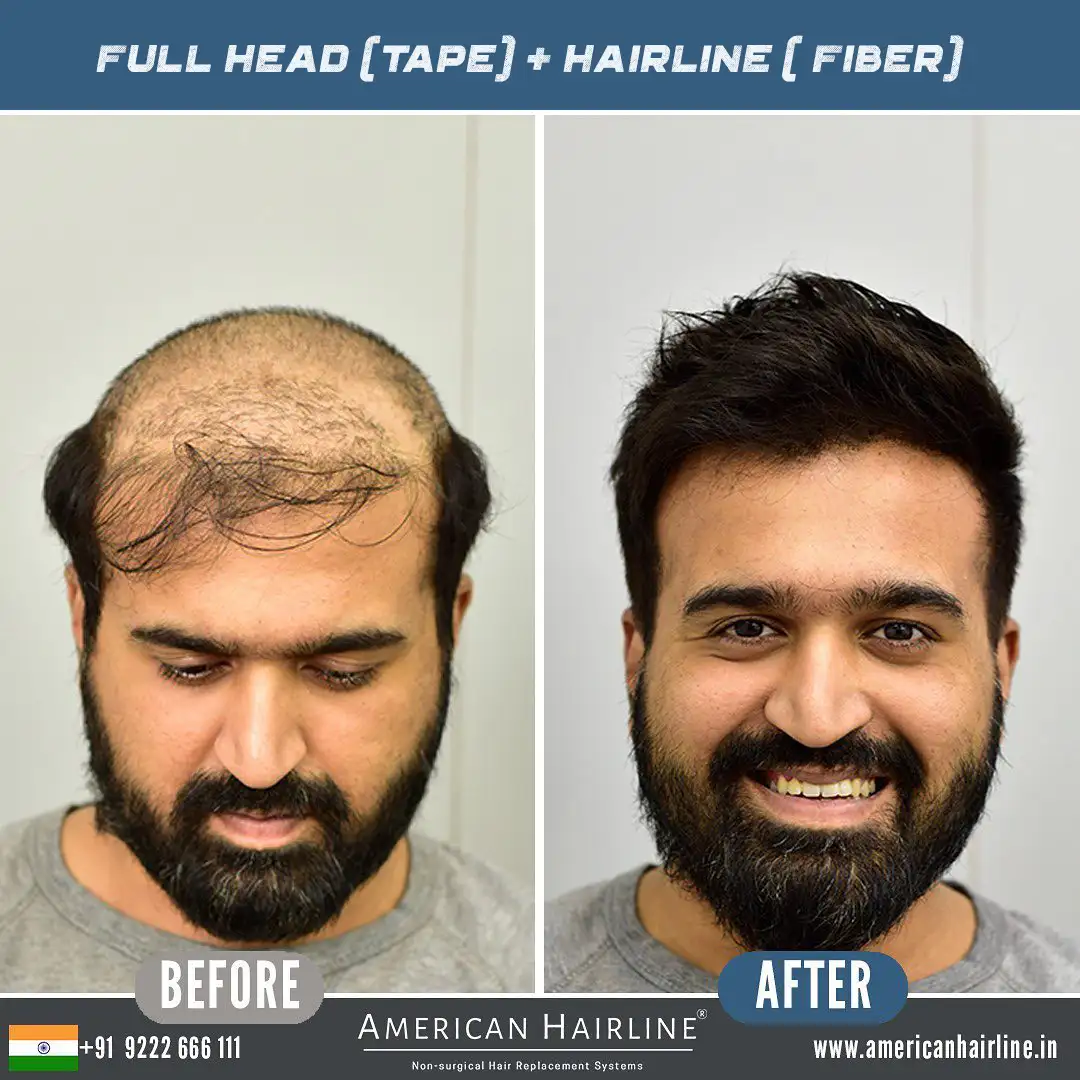 FULL HEAD (TAPE) + HAIRLINE ( FIBER)
BEFORE
AFTER
+91 9222 666 111
AMERICAN HAIRLINE®
Non-surgical Hair Replacement Systems
www.americanhairline.in